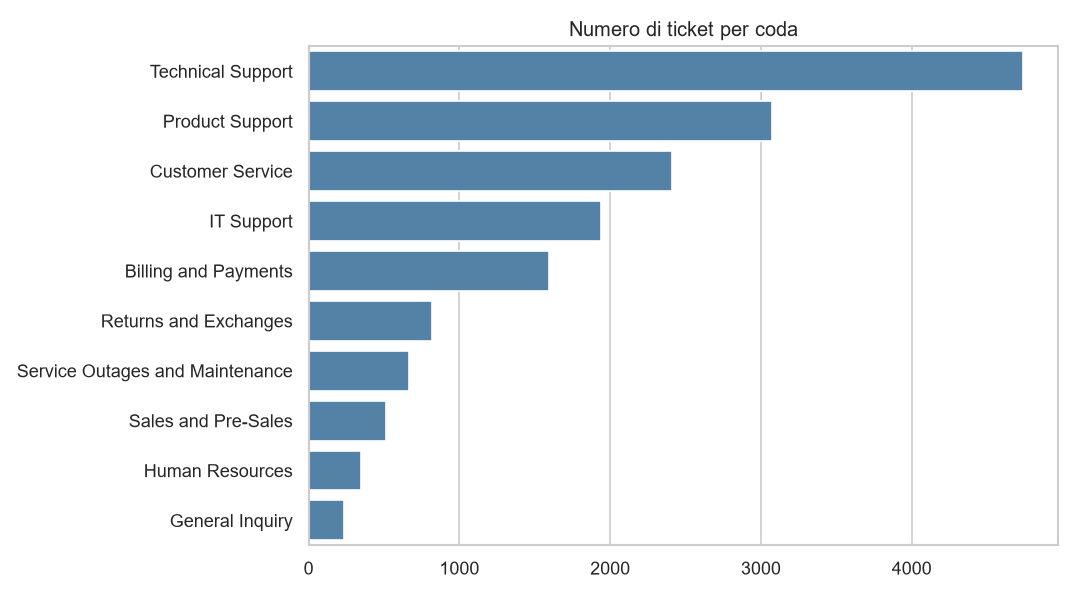 Numero di ticket per coda
Technical Support
Product Support
Customer Service
IT Support
Billing and Payments
Returns and Exchanges
Service Outages and Maintenance
Sales and Pre-Sales
Human Resources
General Inquiry
0 1000 2000 3000 4000